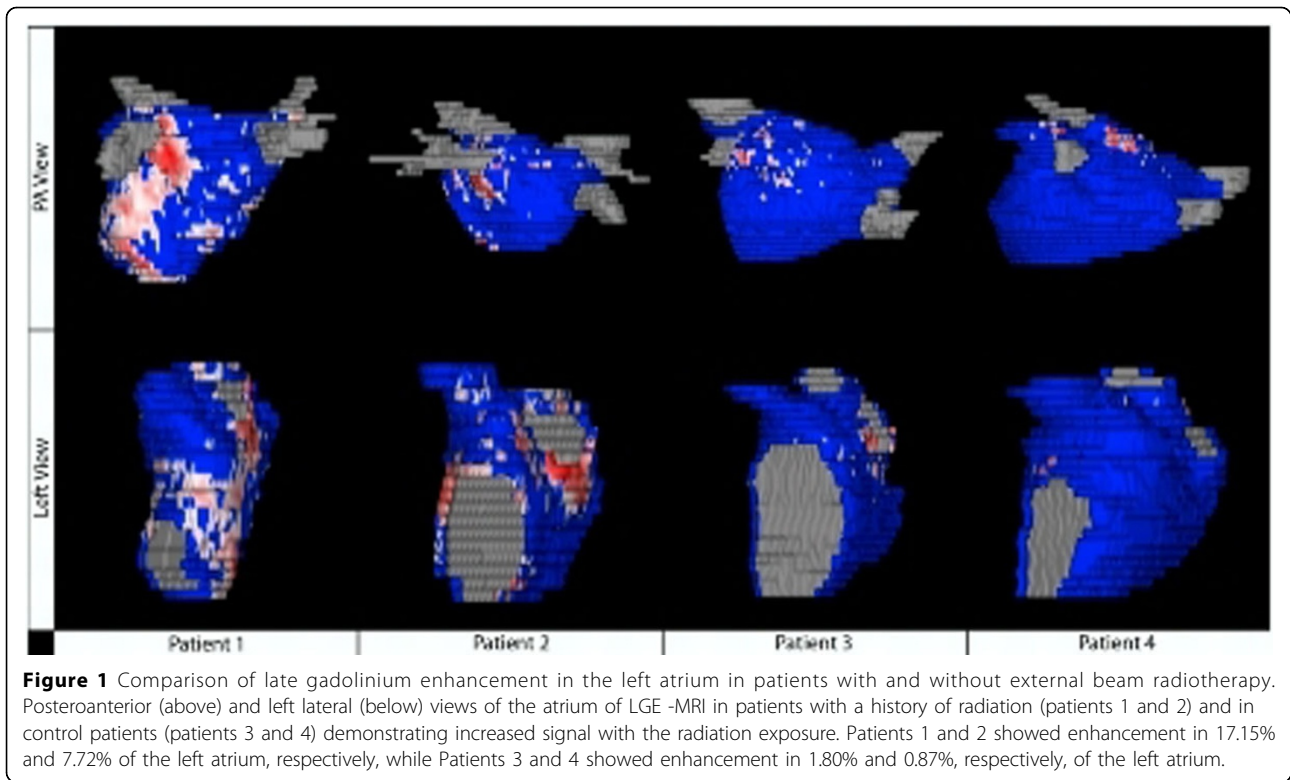 PA View
Left View
Patient 1
Patient 2
Patient 3
Patient 4
Figure 1 Comparison of late gadolinium enhancement in the left atrium in patients with and without external beam radiotherapy.
Posteroanterior (above) and left lateral (below) views of the atrium of LGE -MRI in patients with a history of radiation (patients 1 and 2) and in
control patients (patients 3 and 4) demonstrating increased signal with the radiation exposure. Patients 1 and 2 showed enhancement in 17.15%
and 7.72% of the left atrium, respectively, while Patients 3 and 4 showed enhancement in 1.80% and 0.87%, respectively, of the left atrium.